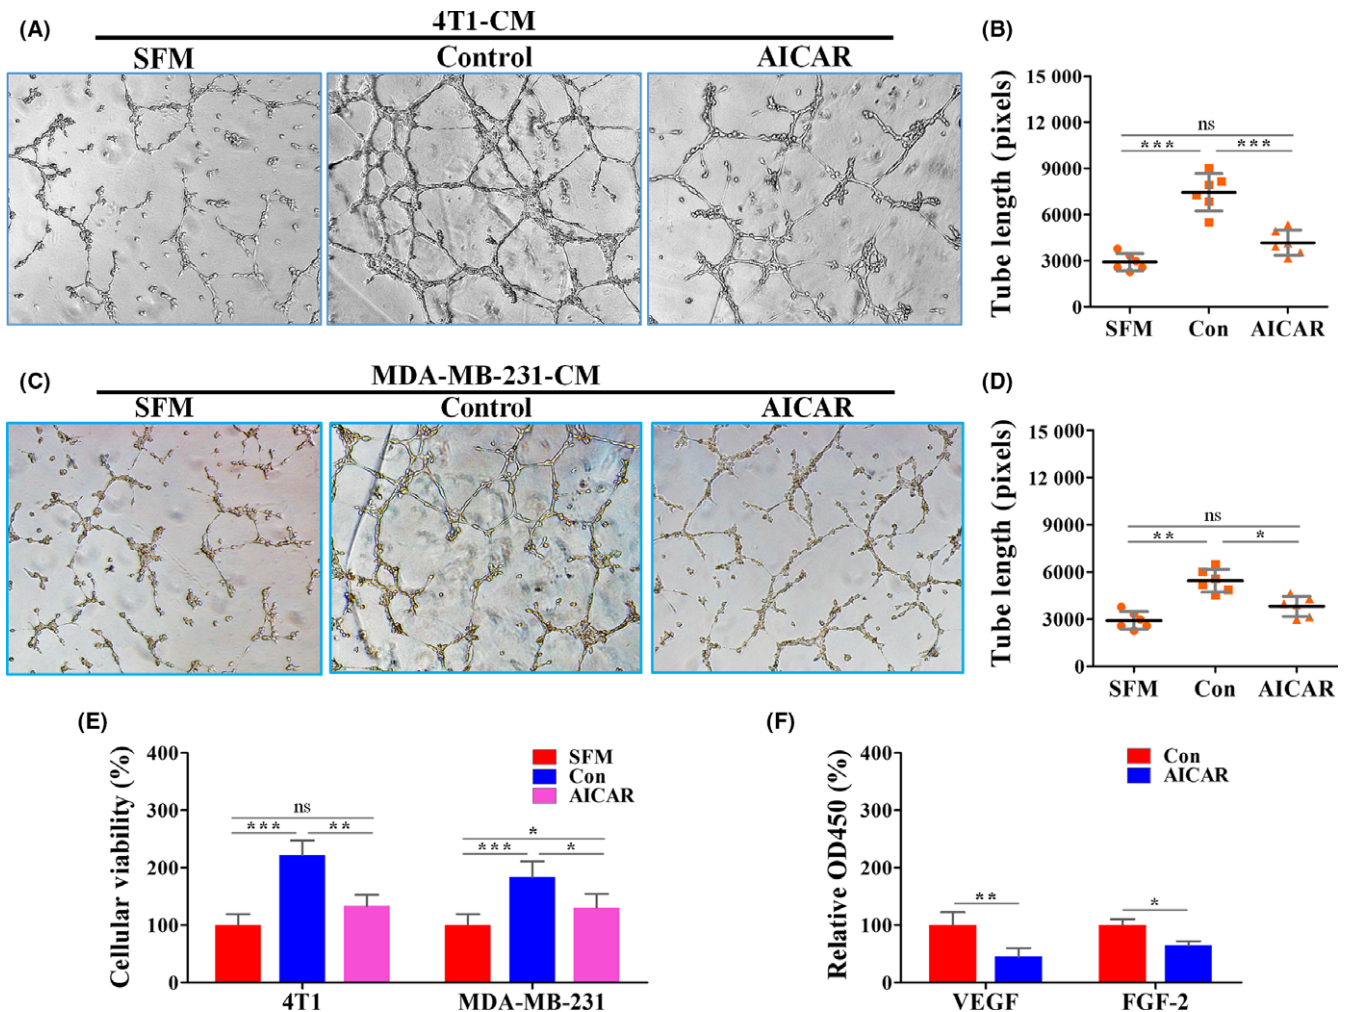 (A)
4T1-CM
SFM Control AICAR
(B)
Tube length (pixels)
15 000
12 000
9000
6000
3000
0
ns
*** ***
SFM Con AICAR
(C)
MDA-MB-231-CM
SFM Control AICAR
(D)
Tube length (pixels)
15 000
12 000
9000
6000
3000
0
ns
** *
SFM Con AICAR
(E)
Cellular viability (%)
400
300
200
100
0
SFM
Con
AICAR
ns
*** **
*
*** *
4T1 MDA-MB-231
(F)
Relative OD450 (%)
400
300
200
100
0
Con
AICAR
** *
VEGF FGF-2